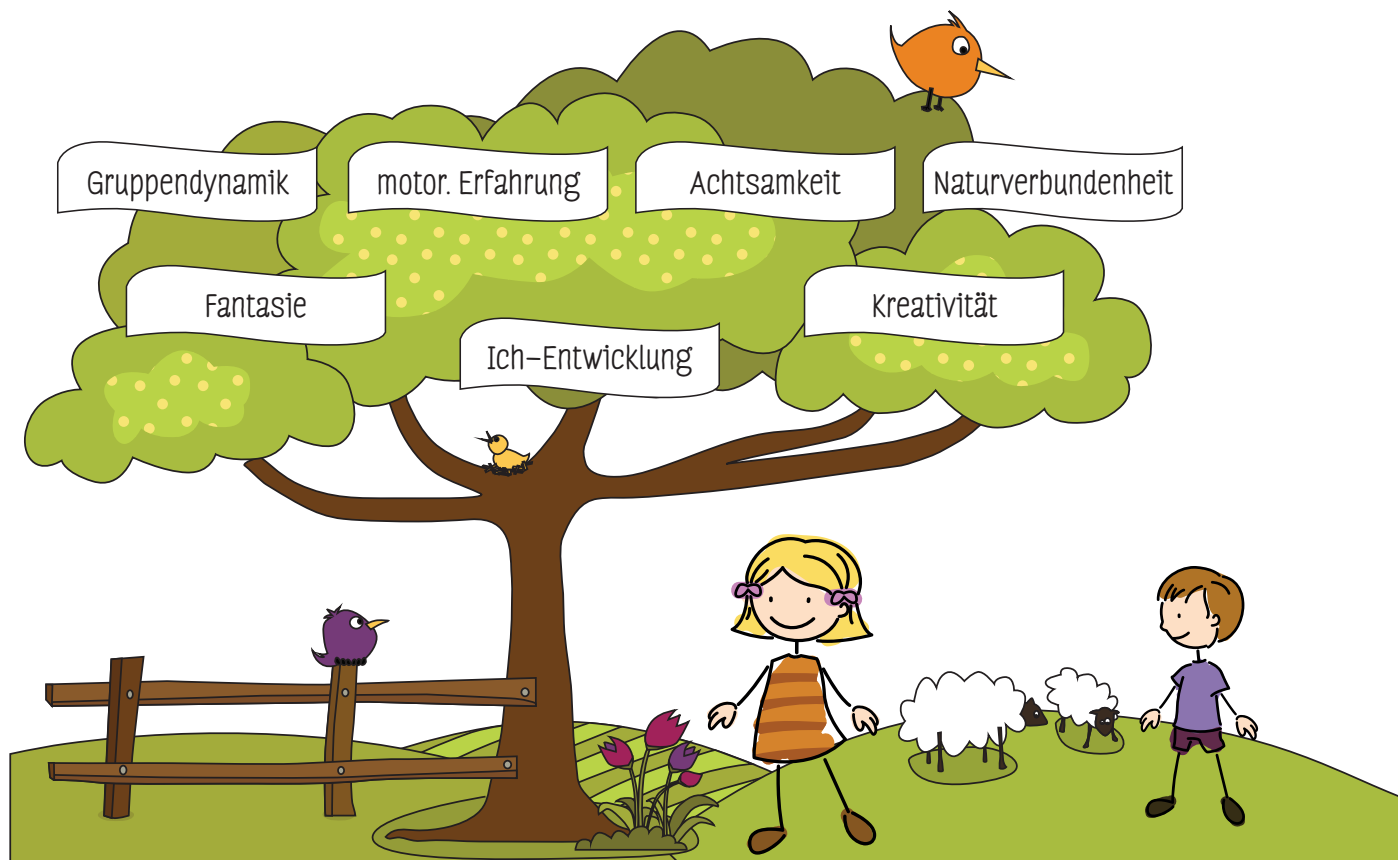 Gruppendynamik
motor. Erfahrung
Achtsamkeit
Naturverbundenheit
Fantasie
Kreativität
Ich-Entwicklung